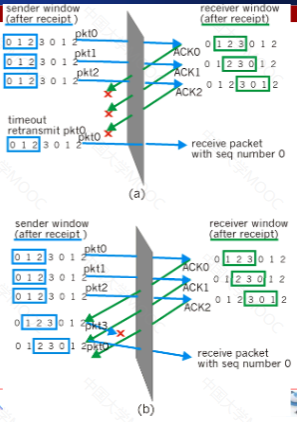 sender window
(after receipt )
receiver window
(after receipt)
0 1 2 3 0 1 2
pkt0
0 1 2 3 0 1 2
pkt1
0 1 2 3 0 1 2
pkt2
ACK0
0 1 2 3 0 1 2
ACK1
0 1 2 3 0 1 2
ACK2
0 1 2 3 0 1 2
timeout
retransmit pkt0
0 1 2 3 0 1 2
pkt0
receive packet
with seq number 0
(a)
sender window
(after receipt )
receiver window
(after receipt)
0 1 2 3 0 1 2
pkt0
0 1 2 3 0 1 2
pkt1
0 1 2 3 0 1 2
pkt2
ACK0
0 1 2 3 0 1 2
ACK1
0 1 2 3 0 1 2
ACK2
0 1 2 3 0 1 2
0 1 2 3 0 1 2
pkt3
0 1 2 3 0 1 2
pkt0
receive packet
with seq number 0
(b)